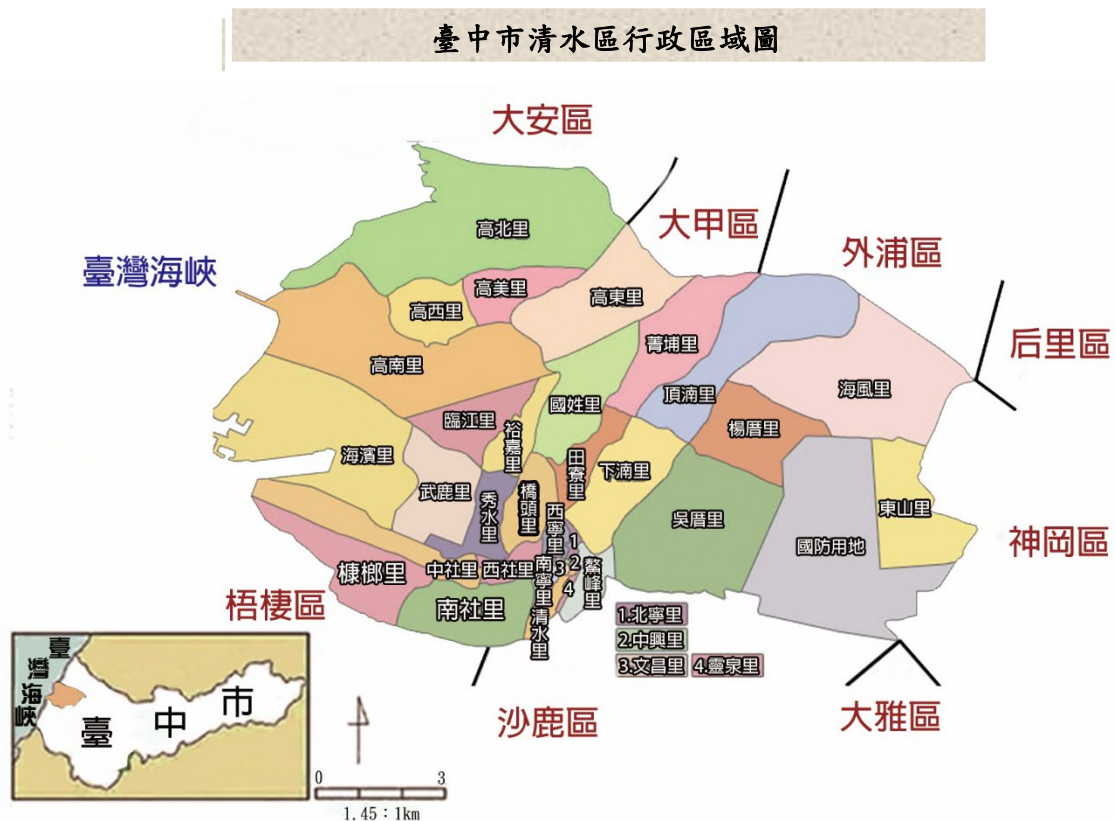 臺中市清水區行政區域圖
大安區
大甲區
外浦區
臺灣海峽
后里區
神岡區
梧棲區
沙鹿區
大雅區
高北里
高美里
高西里
高東里
高南里
菁埔里
頂湳里
海風里
臨江里
國姓里
裕嘉里
楊厝里
海濱里
武鹿里
秀水里
橋頭里
田寮里
下湳里
吳厝里
東山里
國防用地
西寧里
1
2
3
4
槺榔里
中社里
西社里
南寧里
鰲峰里
南社里
清水里
1.北寧里
2.中興里
3.文昌里
4.靈泉里
臺灣海峽
臺中市
0
3
1.45：1km